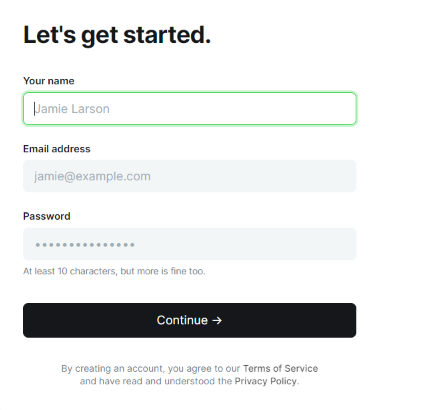 Let's get started.
Your name
Jamie Larson
Email address
jamie@example.com
Password
•••••••••••••••
At least 10 characters, but more is fine too.
Continue →
By creating an account, you agree to our Terms of Service
and have read and understood the Privacy Policy.